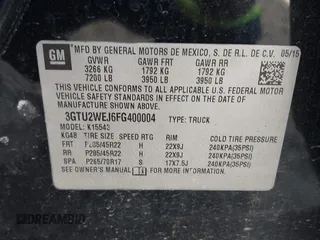 GM
MFD BY GENERAL MOTORS DE MEXICO, S. DE R.L. DE C.V. 05/15
GVWR GAWR FRT GAWR RR
3266 KG 1792 KG 1792 KG
7200 LB 3950 LB 3950 LB
THIS VEHICLE CONFORMS TO ALL APPLICABLE U.S. FEDERAL
MOTOR VEHICLE SAFETY AND THEFT PREVENTION STANDARDS
IN EFFECT ON THE DATE OF MANUFACTURE SHOWN ABOVE.
3GTU2WEJ6FG400004 TYPE: TRUCK
MODEL: K15543
TIRE SIZE SPEED RTG RIM COLD TIRE PRESSURE
FRT P285/45R22 H 22X9J 240KPA(35PSI)
RR P285/45R22 H 22X9J 240KPA(35PSI)
SPA P265/70R17 S 17X7.5J 240KPA(35PSI)
SEE OWNER'S MANUAL FOR MORE INFORMATION.
DREAMBID